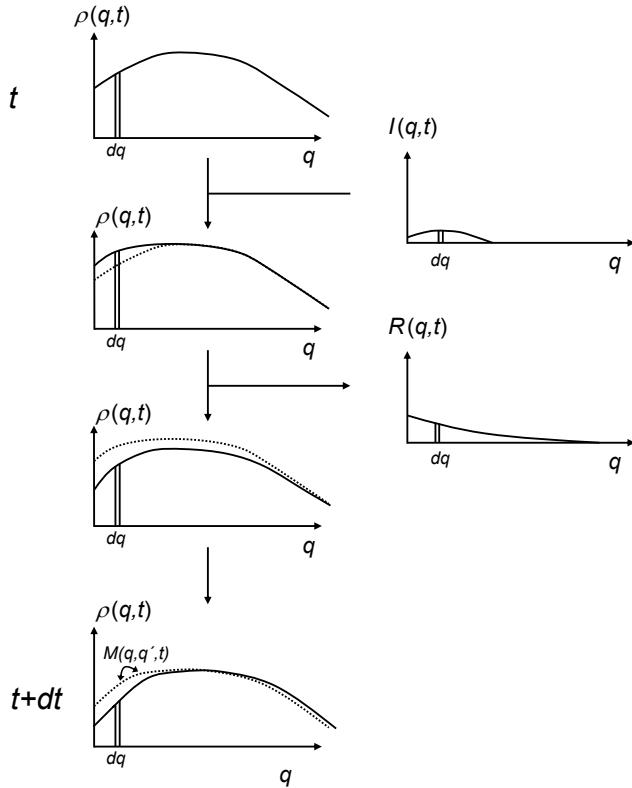 ρ(q,t)
t
dq
q
I(q,t)
dq
q
ρ(q,t)
dq
q
R(q,t)
dq
q
ρ(q,t)
dq
q
ρ(q,t)
M(q,q´,t)
t+dt
dq
q